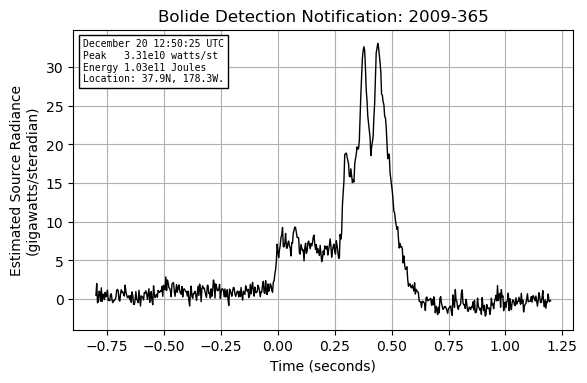 Bolide Detection Notification: 2009-365
December 20 12:50:25 UTC
Peak   3.31e10 watts/st
Energy 1.03e11 Joules
Location: 37.9N, 178.3W.
Estimated Source Radiance
(gigawatts/steradian)
30
25
20
15
10
5
0
−0.75 −0.50 −0.25 0.00 0.25 0.50 0.75 1.00 1.25
Time (seconds)